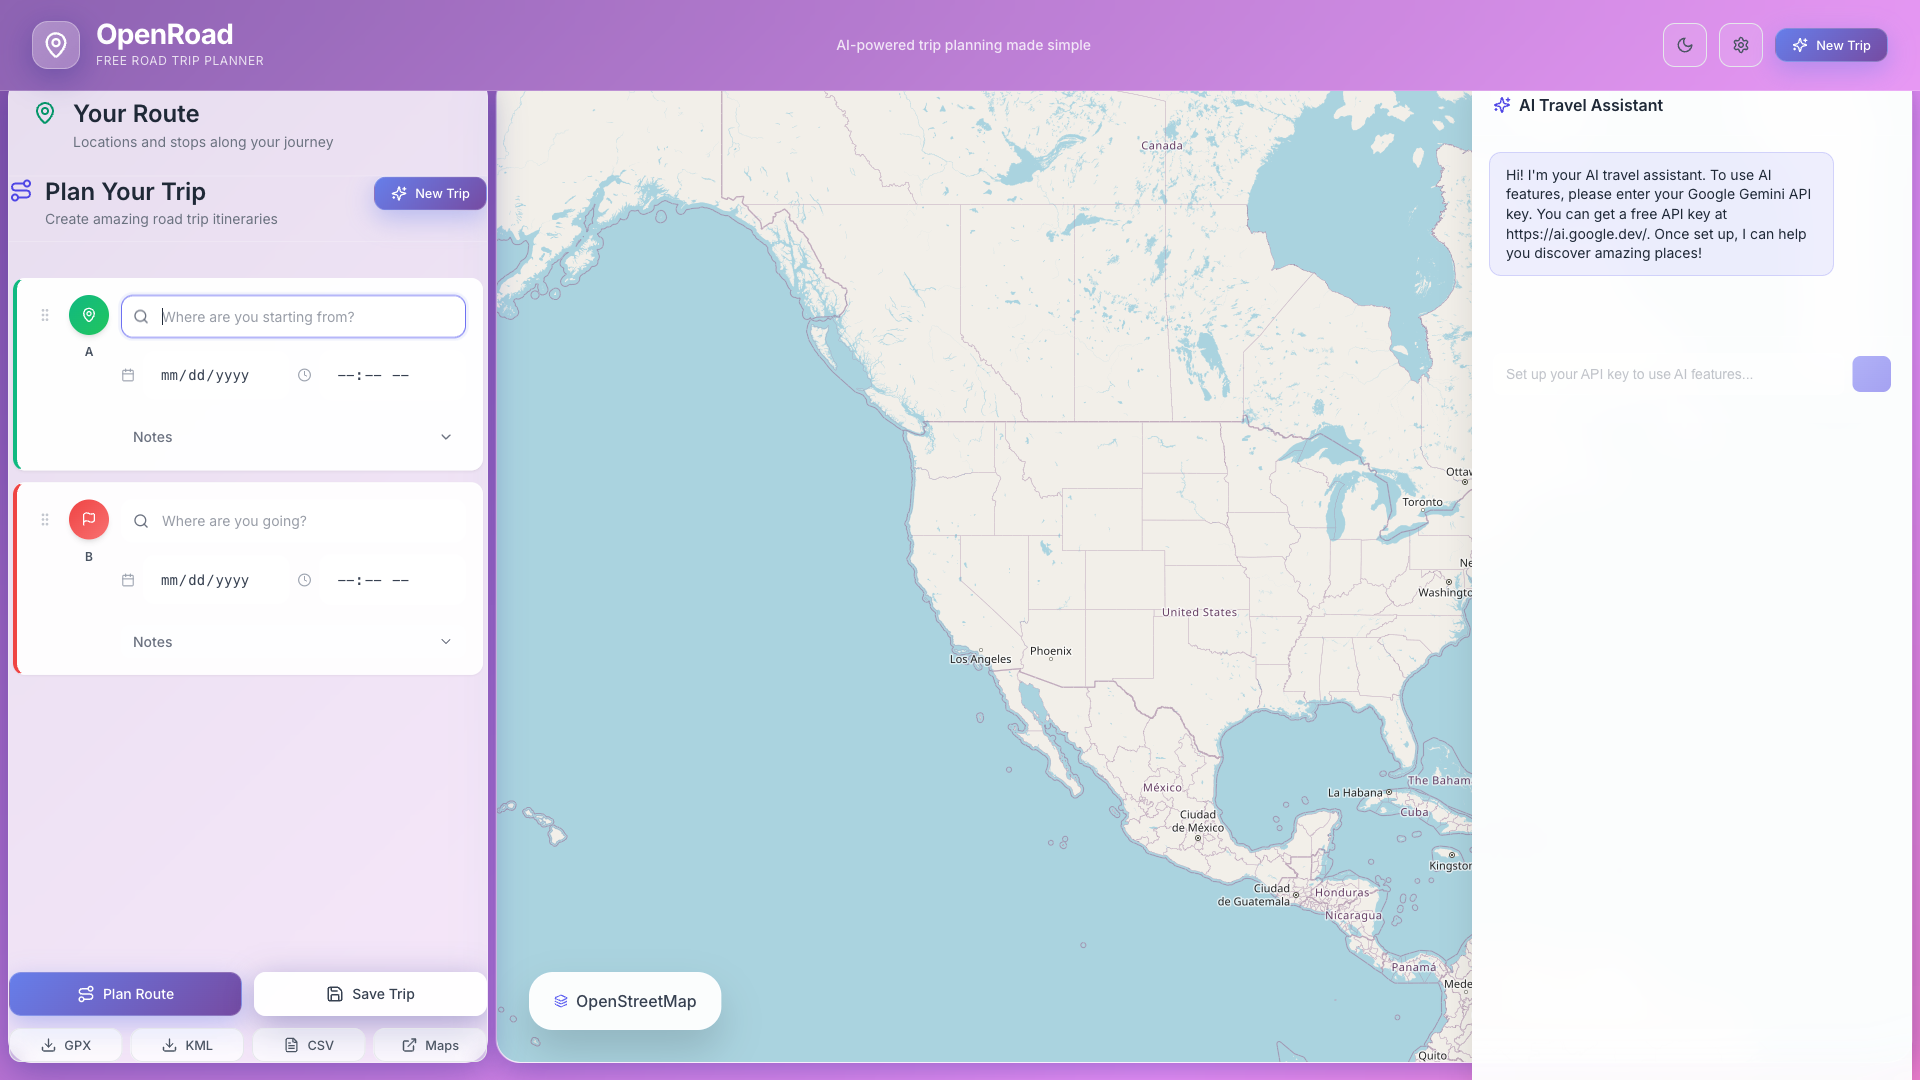 OpenRoad
FREE ROAD TRIP PLANNER
AI-powered trip planning made simple
New Trip
Your Route
Locations and stops along your journey
Plan Your Trip
Create amazing road trip itineraries
New Trip
Where are you starting from?
A
mm/dd/yyyy
--:-- --
Notes
Where are you going?
B
mm/dd/yyyy
--:-- --
Notes
Plan Route
Save Trip
GPX
KML
CSV
Maps
Canada
Ottaw
Toronto
Ne
Washingto
United States
Los Angeles
Phoenix
México
Ciudad
de México
La Habana
The Baham
Cuba
Kingston
Ciudad
de Guatemala
Honduras
Nicaragua
Panamá
Mede
Quito
OpenStreetMap
AI Travel Assistant
Hi! I'm your AI travel assistant. To use AI
features, please enter your Google Gemini API
key. You can get a free API key at
https://ai.google.dev/. Once set up, I can help
you discover amazing places!
Set up your API key to use AI features...